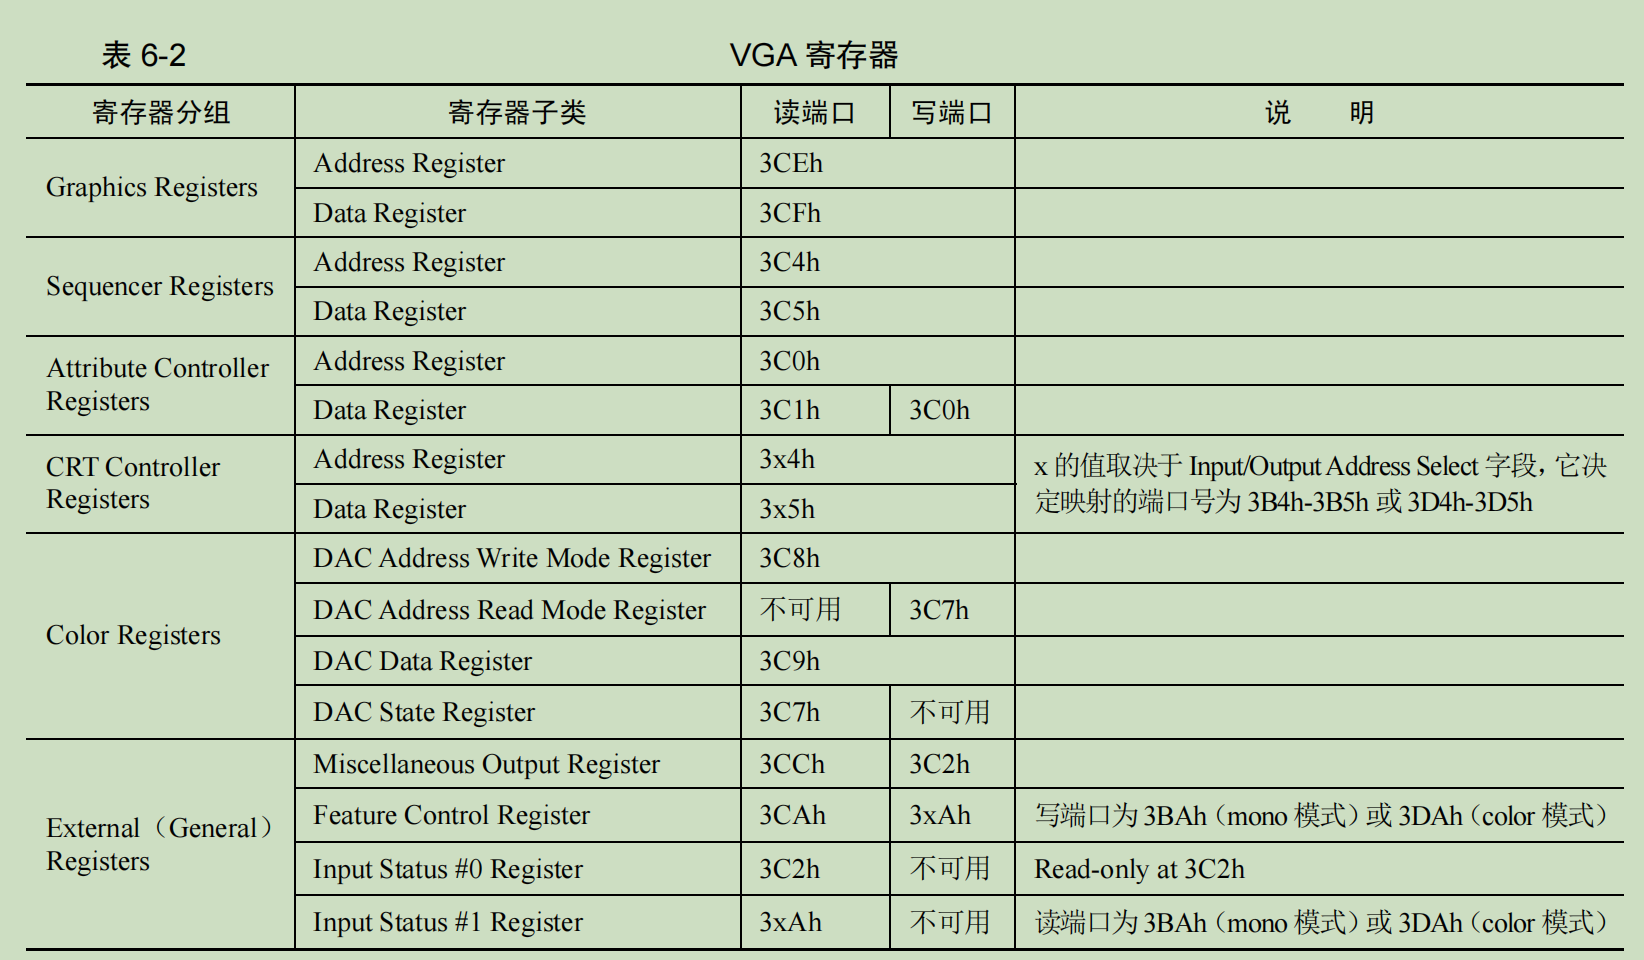 表 6-2 VGA 寄存器
寄存器分组 寄存器子类 读端口 写端口 说 明
Graphics Registers
Address Register 3CEh
Data Register 3CFh
Sequencer Registers
Address Register 3C4h
Data Register 3C5h
Attribute Controller
Registers
Address Register 3C0h
Data Register 3C1h 3C0h
CRT Controller
Registers
Address Register 3x4h
Data Register 3x5h
x 的值取决于 Input/Output Address Select 字段，它决
定映射的端口号为 3B4h-3B5h 或 3D4h-3D5h
Color Registers
DAC Address Write Mode Register 3C8h
DAC Address Read Mode Register 不可用 3C7h
DAC Data Register 3C9h
DAC State Register 3C7h 不可用
External（General）
Registers
Miscellaneous Output Register 3CCh 3C2h
Feature Control Register 3CAh 3xAh 写端口为 3BAh（mono 模式）或 3DAh（color 模式）
Input Status #0 Register 3C2h 不可用 Read-only at 3C2h
Input Status #1 Register 3xAh 不可用 读端口为 3BAh（mono 模式）或 3DAh（color 模式）